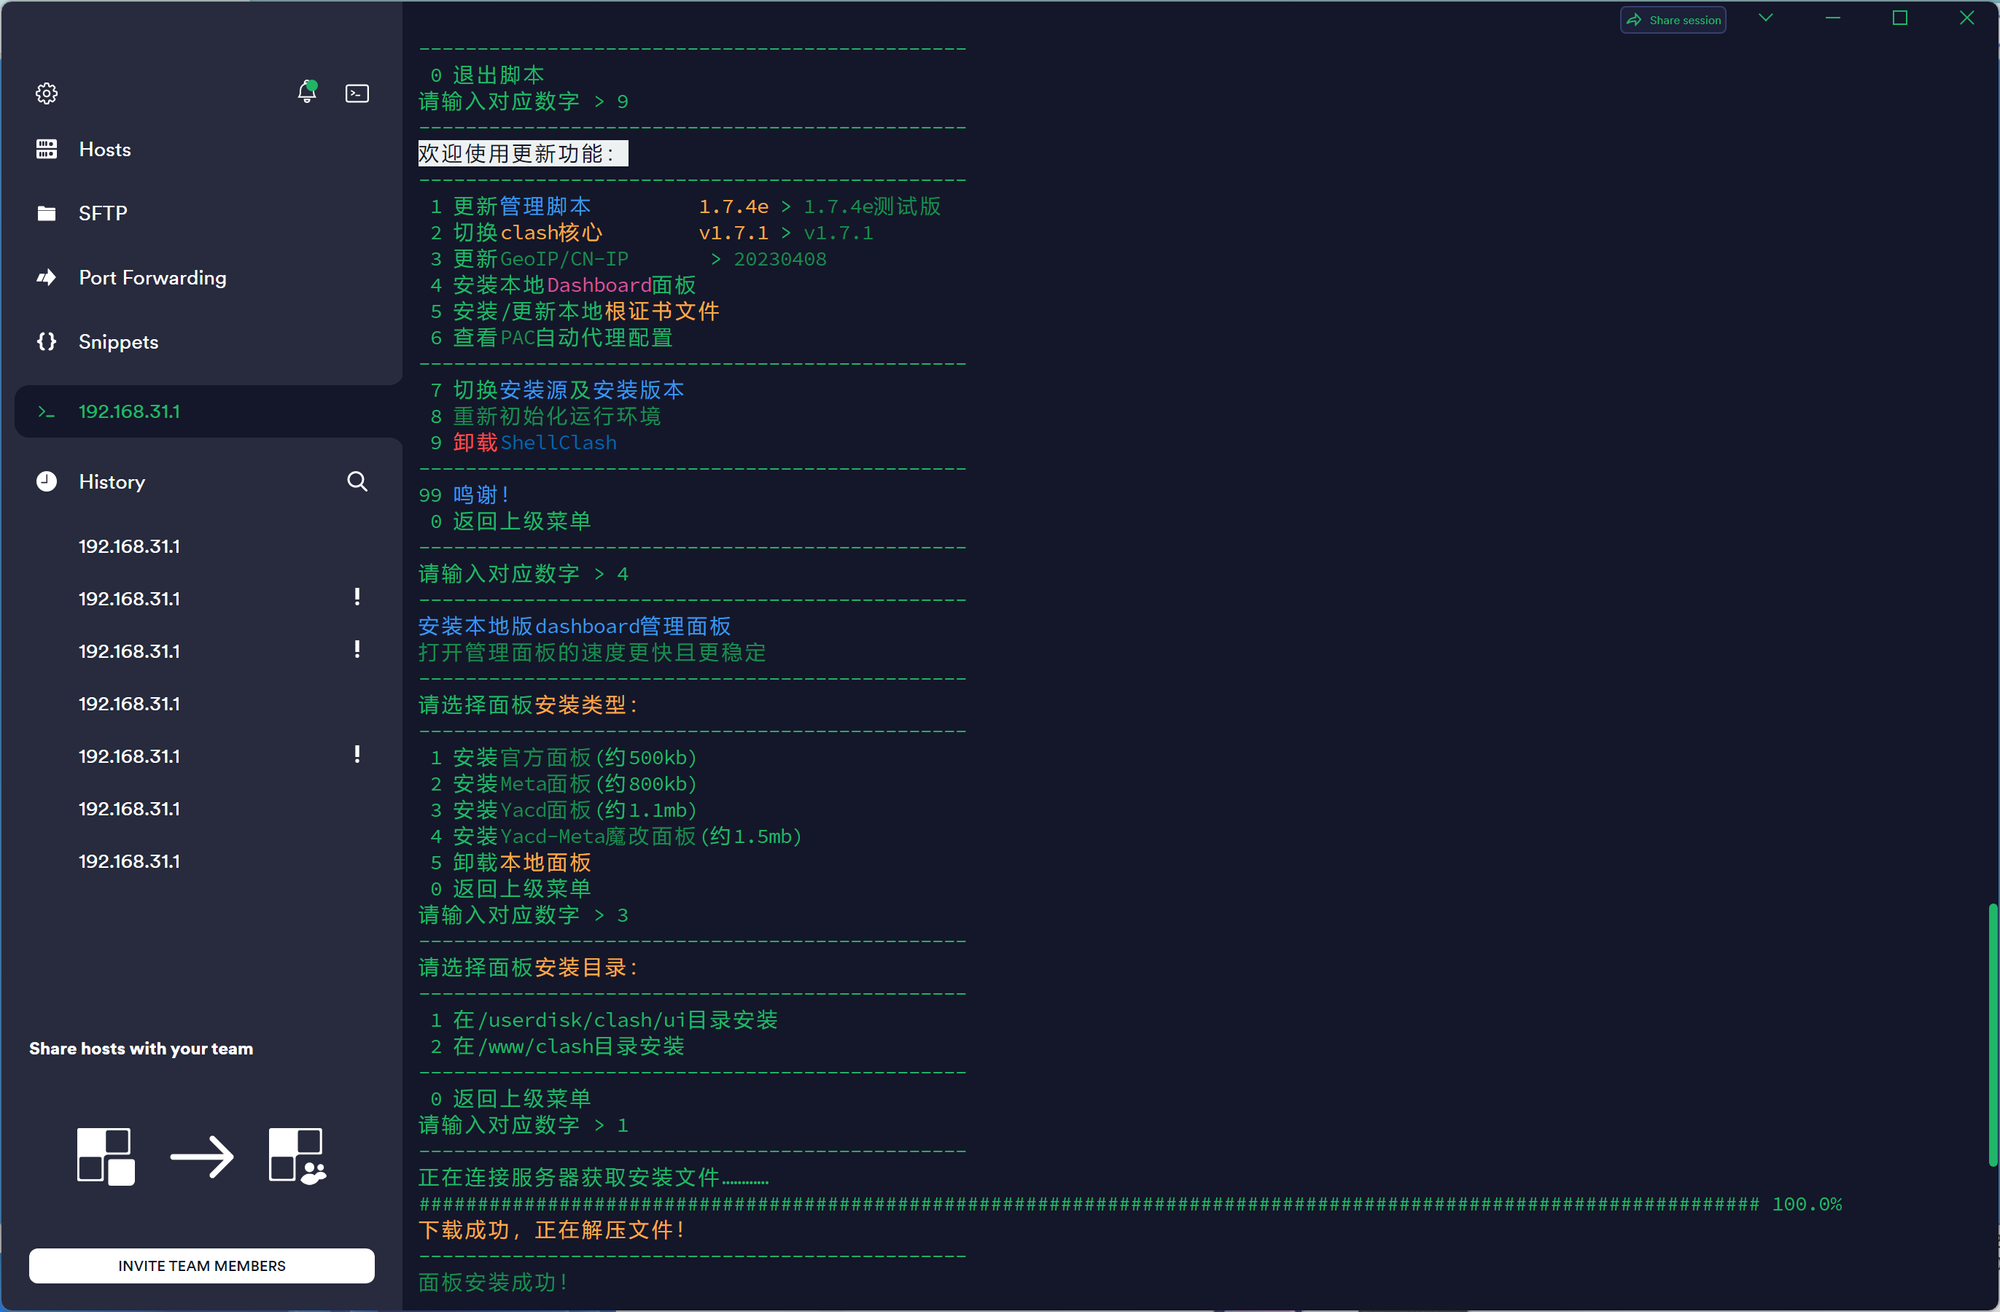 Share session
Hosts
SFTP
Port Forwarding
Snippets
192.168.31.1
History
192.168.31.1
192.168.31.1 !
192.168.31.1 !
192.168.31.1
192.168.31.1 !
192.168.31.1
192.168.31.1
Share hosts with your team
INVITE TEAM MEMBERS
-----------------------------------------------
0 退出脚本
请输入对应数字 > 9
-----------------------------------------------
欢迎使用更新功能：
-----------------------------------------------
1 更新管理脚本 1.7.4e > 1.7.4e测试版
2 切换clash核心 v1.7.1 > v1.7.1
3 更新GeoIP/CN-IP > 20230408
4 安装本地Dashboard面板
5 安装/更新本地根证书文件
6 查看PAC自动代理配置
-----------------------------------------------
7 切换安装源及安装版本
8 重新初始化运行环境
9 卸载ShellClash
-----------------------------------------------
99 鸣谢！
0 返回上级菜单
-----------------------------------------------
请输入对应数字 > 4
-----------------------------------------------
安装本地版dashboard管理面板
打开管理面板的速度更快且更稳定
-----------------------------------------------
请选择面板安装类型：
-----------------------------------------------
1 安装官方面板(约500kb)
2 安装Meta面板(约800kb)
3 安装Yacd面板(约1.1mb)
4 安装Yacd-Meta魔改面板(约1.5mb)
5 卸载本地面板
0 返回上级菜单
请输入对应数字 > 3
-----------------------------------------------
请选择面板安装目录：
-----------------------------------------------
1 在/userdisk/clash/ui目录安装
2 在/www/clash目录安装
-----------------------------------------------
0 返回上级菜单
请输入对应数字 > 1
-----------------------------------------------
正在连接服务器获取安装文件…………
################################################################################################################### 100.0%
下载成功，正在解压文件！
-----------------------------------------------
面板安装成功！